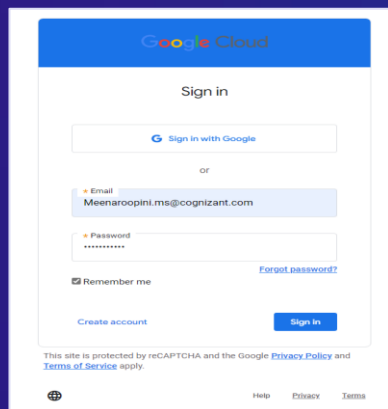 Google Cloud
Sign in
G Sign in with Google
or
* Email
Meenaroopini.ms@cognizant.com
* Password
•••••••••••
Forgot password?
Remember me
Create account
Sign in
This site is protected by reCAPTCHA and the Google Privacy Policy and
Terms of Service apply.
Help Privacy Terms